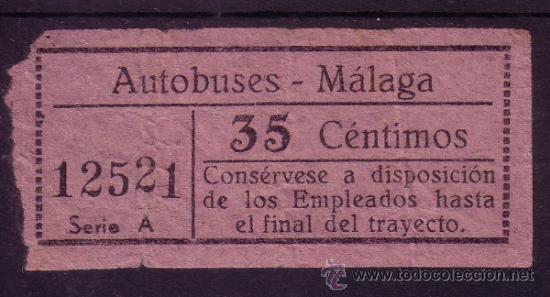 Autobuses - Málaga
35 Céntimos
12521
Serie A
Consérvese a disposición
de los Empleados hasta
el final del trayecto.
todocoleccion
www.todocoleccion.net